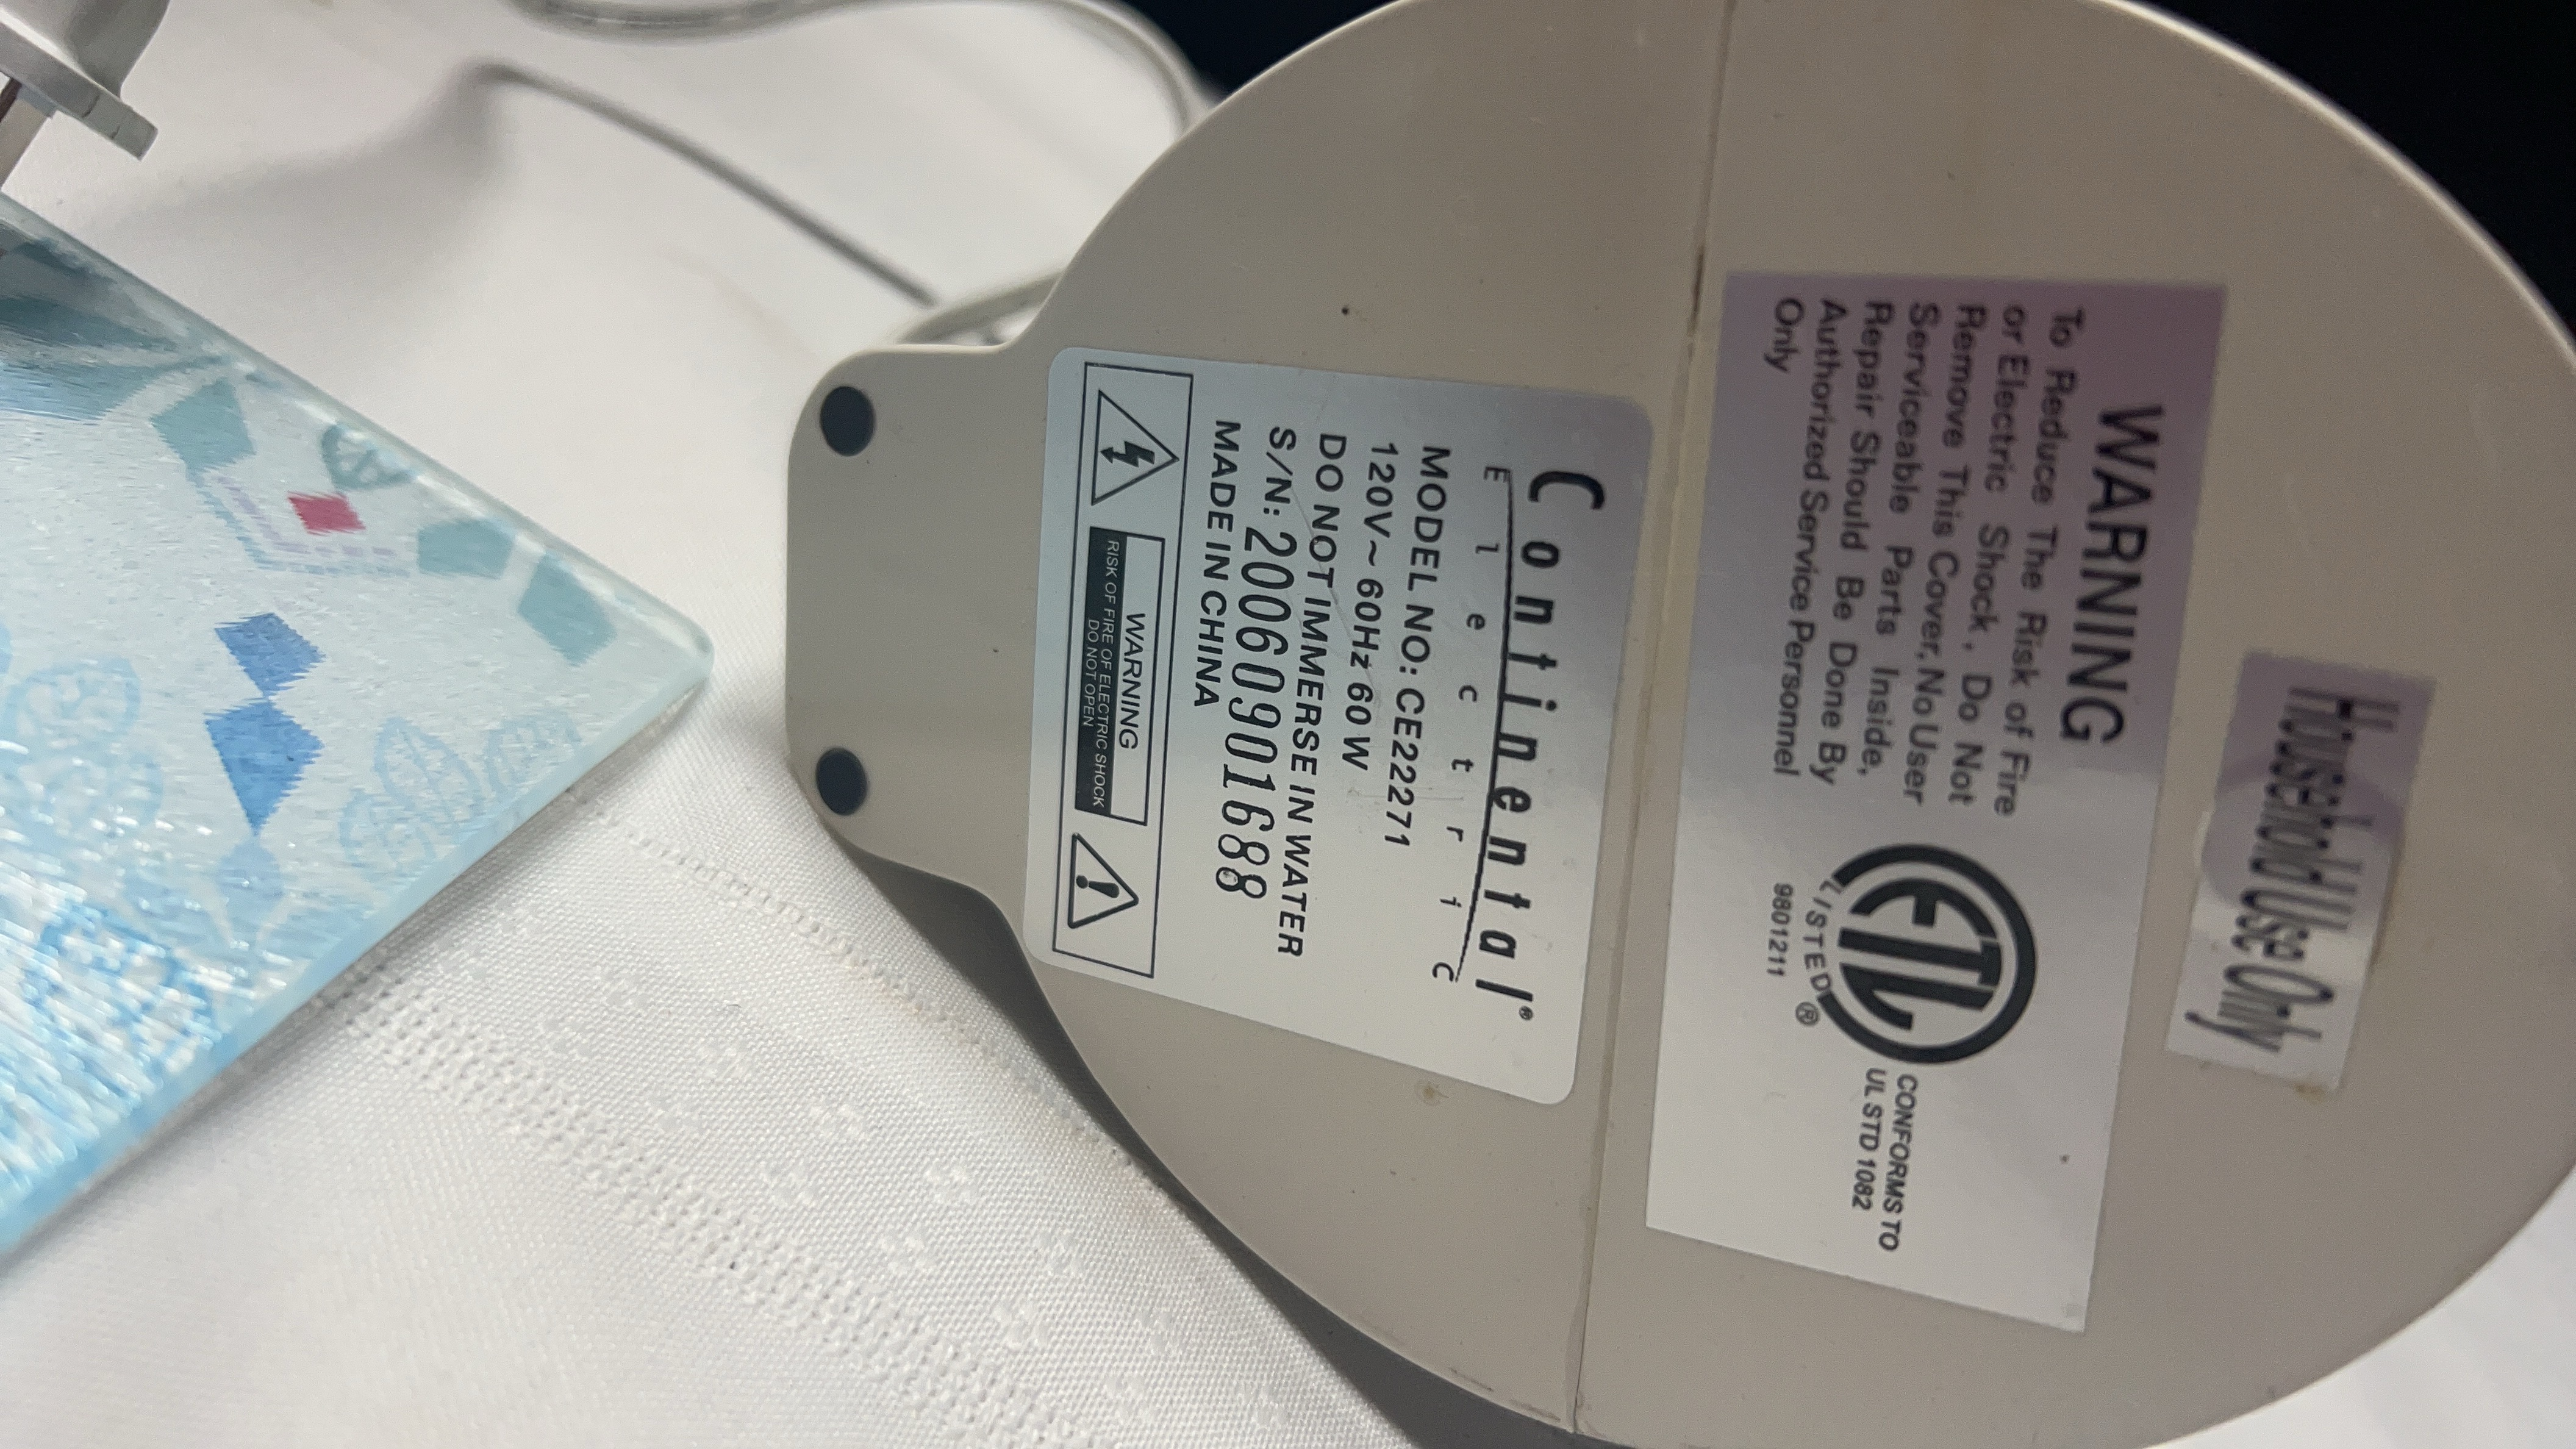 Household Use Only
WARNING
To Reduce The Risk of Fire
or Electric Shock, Do Not
Remove This Cover, No User
Serviceable Parts Inside,
Repair Should Be Done By
Authorized Service Personnel
Only
ETL
LISTED®
9801211
CONFORMS TO
UL STD 1082
Continental®
Electric
MODEL NO: CE22271
120V~60Hz 60W
DO NOT IMMERSE IN WATER
S/N: 20060901688
MADE IN CHINA
WARNING
RISK OF FIRE OF ELECTRIC SHOCK
DO NOT OPEN